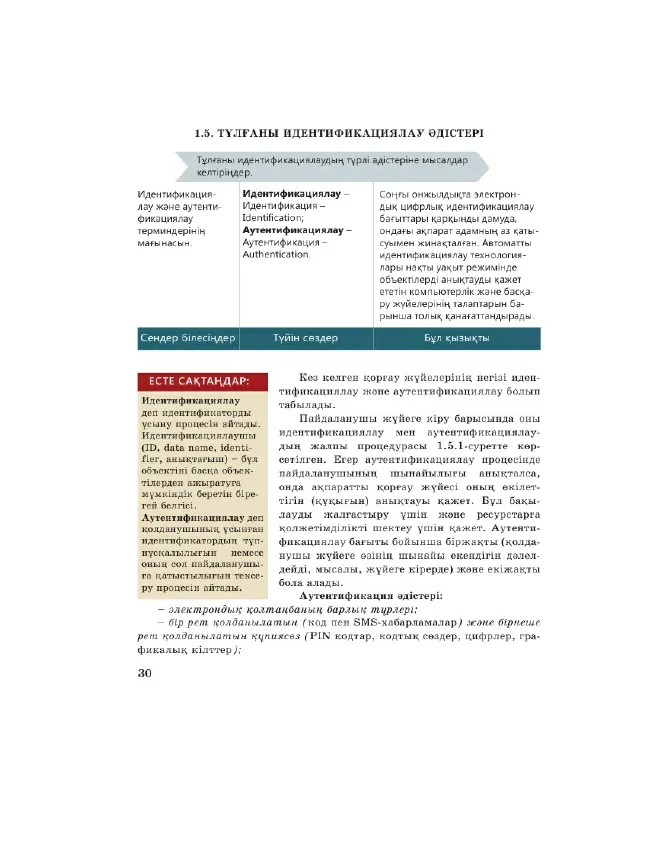 1.5. ТҰЛҒАНЫ ИДЕНТИФИКАЦИЯЛАУ ӘДІСТЕРІ
Тұлғаны идентификациялаудың түрлі әдістеріне мысалдар
келтіріңдер.
Идентификация-
лау және аутенти-
фикациялау
терминдерінің
мағынасын.
Идентификациялау –
Идентификация –
Identification;
Аутентификациялау –
Аутентификация –
Authentication.
Соңғы онжылдықта электрон-
дық цифрлық идентификациялау
бағыттары қарқынды дамуда,
ондағы ақпарат адамның аз қаты-
суымен жинақталған. Автоматты
идентификациялау технология-
лары нақты уақыт режимінде
объектілерді анықтауды қажет
ететін компьютерлік және басқа-
ру жүйелерінің талаптарын ба-
рынша толық қанағаттандырады.
Сендер білесіңдер
Түйін сөздер
Бұл қызықты
ЕСТЕ САҚТАҢДАР:
Идентификациялау
деп идентификаторды
ұсыну процесін айтады.
Идентификациялаушы
(ID, data name, identi-
fier, анықтағыш) – бұл
объектіні басқа объек-
тілерден ажыратуға
мүмкіндік беретін біре-
гей белгісі.
Аутентификациялау деп
қолданушының ұсынған
идентификатордың түп-
нұсқалылығын немесе
оның сол пайдаланушы-
ға қатыстылығын тексе-
ру процесін айтады.
Кез келген қорғау жүйелерінің негізі иден-
тификациялау және аутентификациялау болып
табылады.
Пайдаланушы жүйеге кіру барысында оны
идентификациялау мен аутентификациялау-
дың жалпы процедурасы 1.5.1-суретте көр-
сетілген. Егер аутентификациялау процесінде
пайдаланушының шынайылығы анықталса,
онда ақпаратты қорғау жүйесі оның өкілет-
тігін (құқығын) анықтауы қажет. Бұл бақы-
лауды жалғастыру үшін және ресурстарға
қолжетімділікті шектеу үшін қажет. Аутенти-
фикациялау бағыты бойынша біржақты (қолда-
нушы жүйеге өзінің шынайы екендігін дәлел-
дейді, мысалы, жүйеге кірерде) және екіжақты
бола алады.
Аутентификация әдістері:
– электрондық қолтаңбаның барлық түрлері;
– бір рет қолданылатын (код пен SMS-хабарламалар) және бірнеше
рет қолданылатын құпиясөз (PIN кодтар, кодтық сөздер, цифрлер, гра-
фикалық кілттер);
30